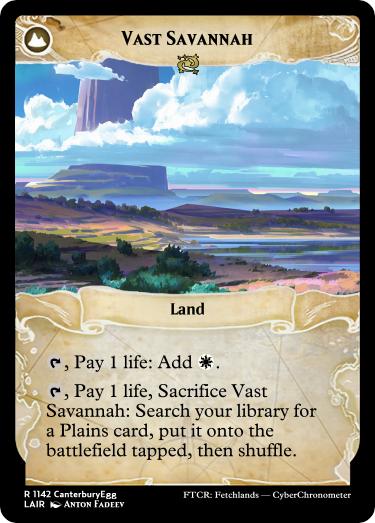 VAST SAVANNAH
Land
, Pay 1 life: Add .
, Pay 1 life, Sacrifice Vast
Savannah: Search your library for
a Plains card, put it onto the
battlefield tapped, then shuffle.
R 1142 CanterburyEgg
LAIR ANTON FADEEV
FTCR: Fetchlands — CyberChronometer